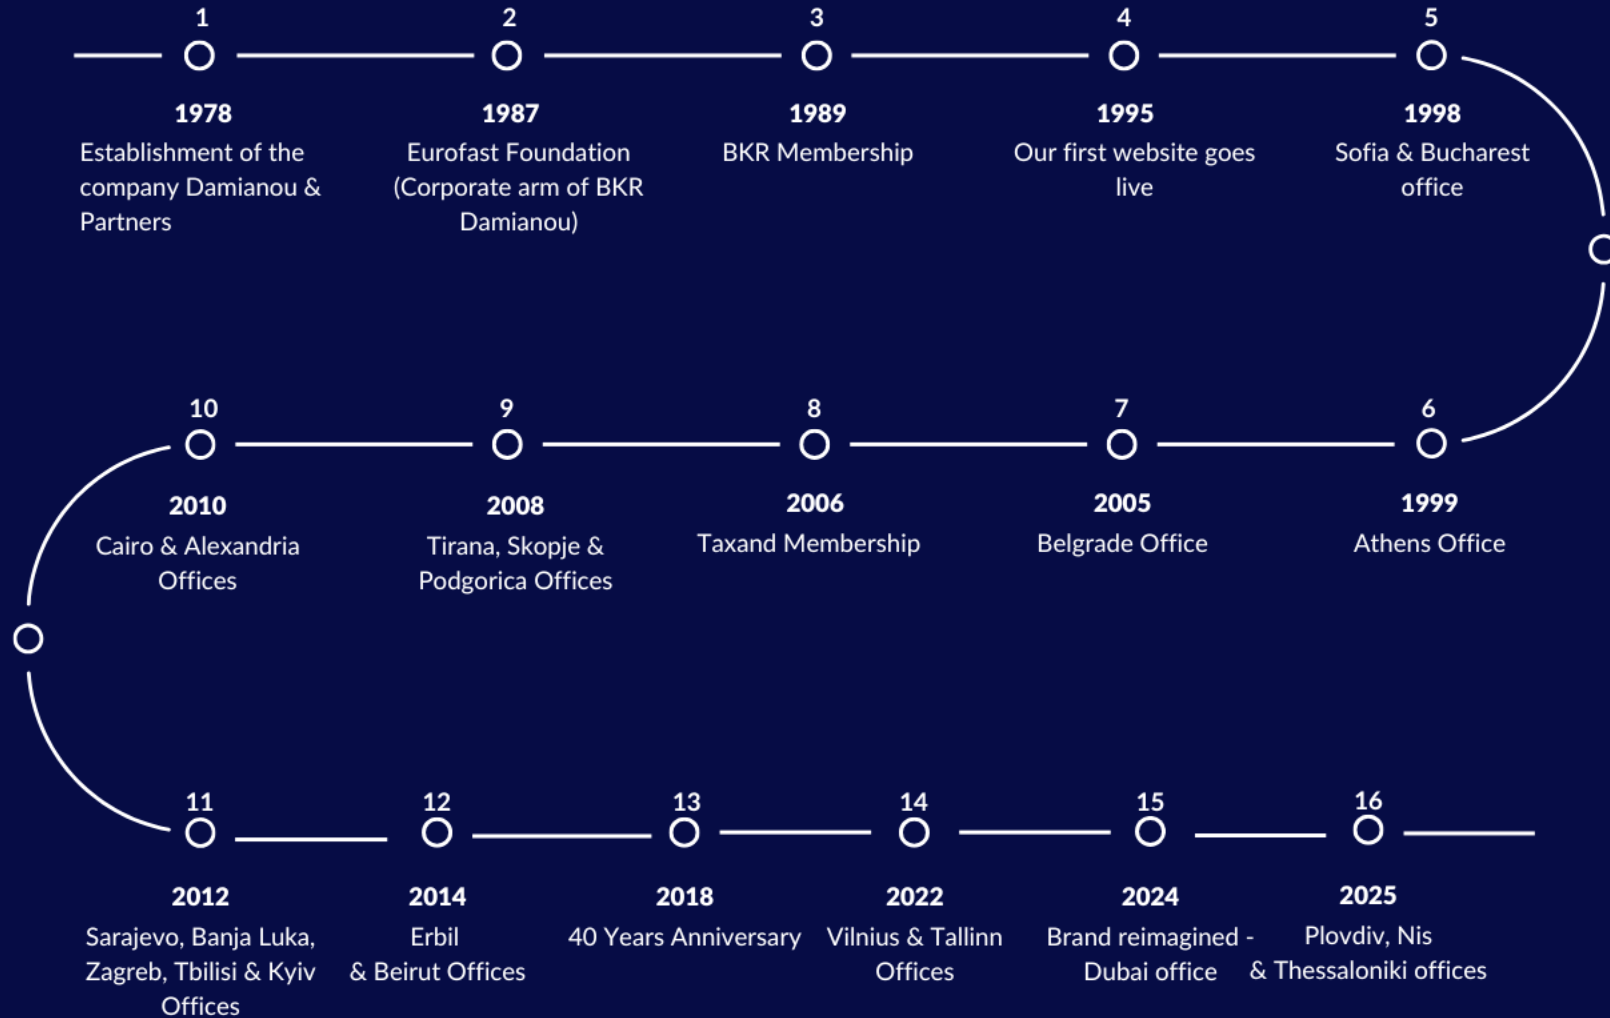 1
1978
Establishment of the
company Damianou &
Partners
2
1987
Eurofast Foundation
(Corporate arm of BKR
Damianou)
3
1989
BKR Membership
4
1995
Our first website goes
live
5
1998
Sofia & Bucharest
office
6
1999
Athens Office
7
2005
Belgrade Office
8
2006
Taxand Membership
9
2008
Tirana, Skopje &
Podgorica Offices
10
2010
Cairo & Alexandria
Offices
11
2012
Sarajevo, Banja Luka,
Zagreb, Tbilisi & Kyiv
Offices
12
2014
Erbil
& Beirut Offices
13
2018
40 Years Anniversary
14
2022
Vilnius & Tallinn
Offices
15
2024
Brand reimagined -
Dubai office
16
2025
Plovdiv, Nis
& Thessaloniki offices